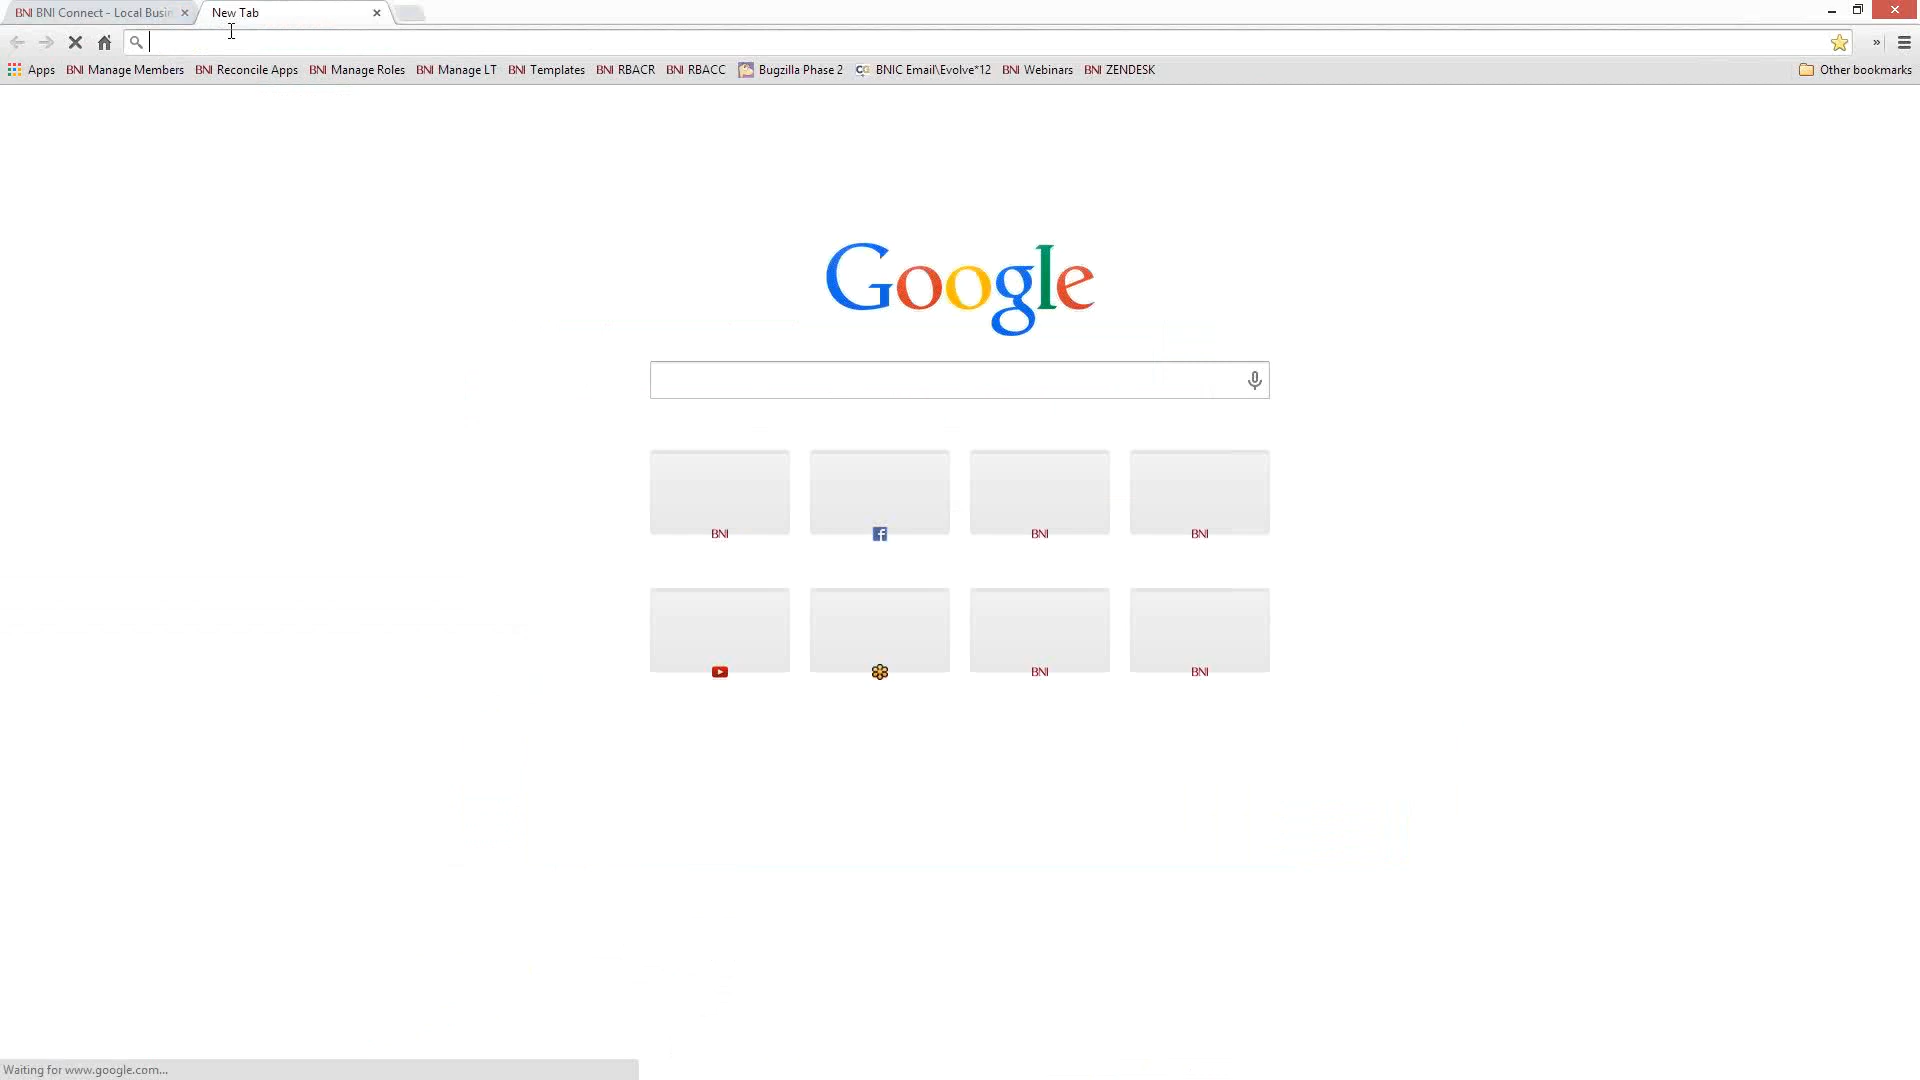 BNI BNI Connect - Local Busin
New Tab
Apps BNI Manage Members BNI Reconcile Apps BNI Manage Roles BNI Manage LT BNI Templates BNI RBACR BNI RBACC Bugzilla Phase 2 CG BNIC Email\Evolve*12 BNI Webinars BNI ZENDESK Other bookmarks
Google
BNI f BNI BNI
BNI BNI
Waiting for www.google.com...